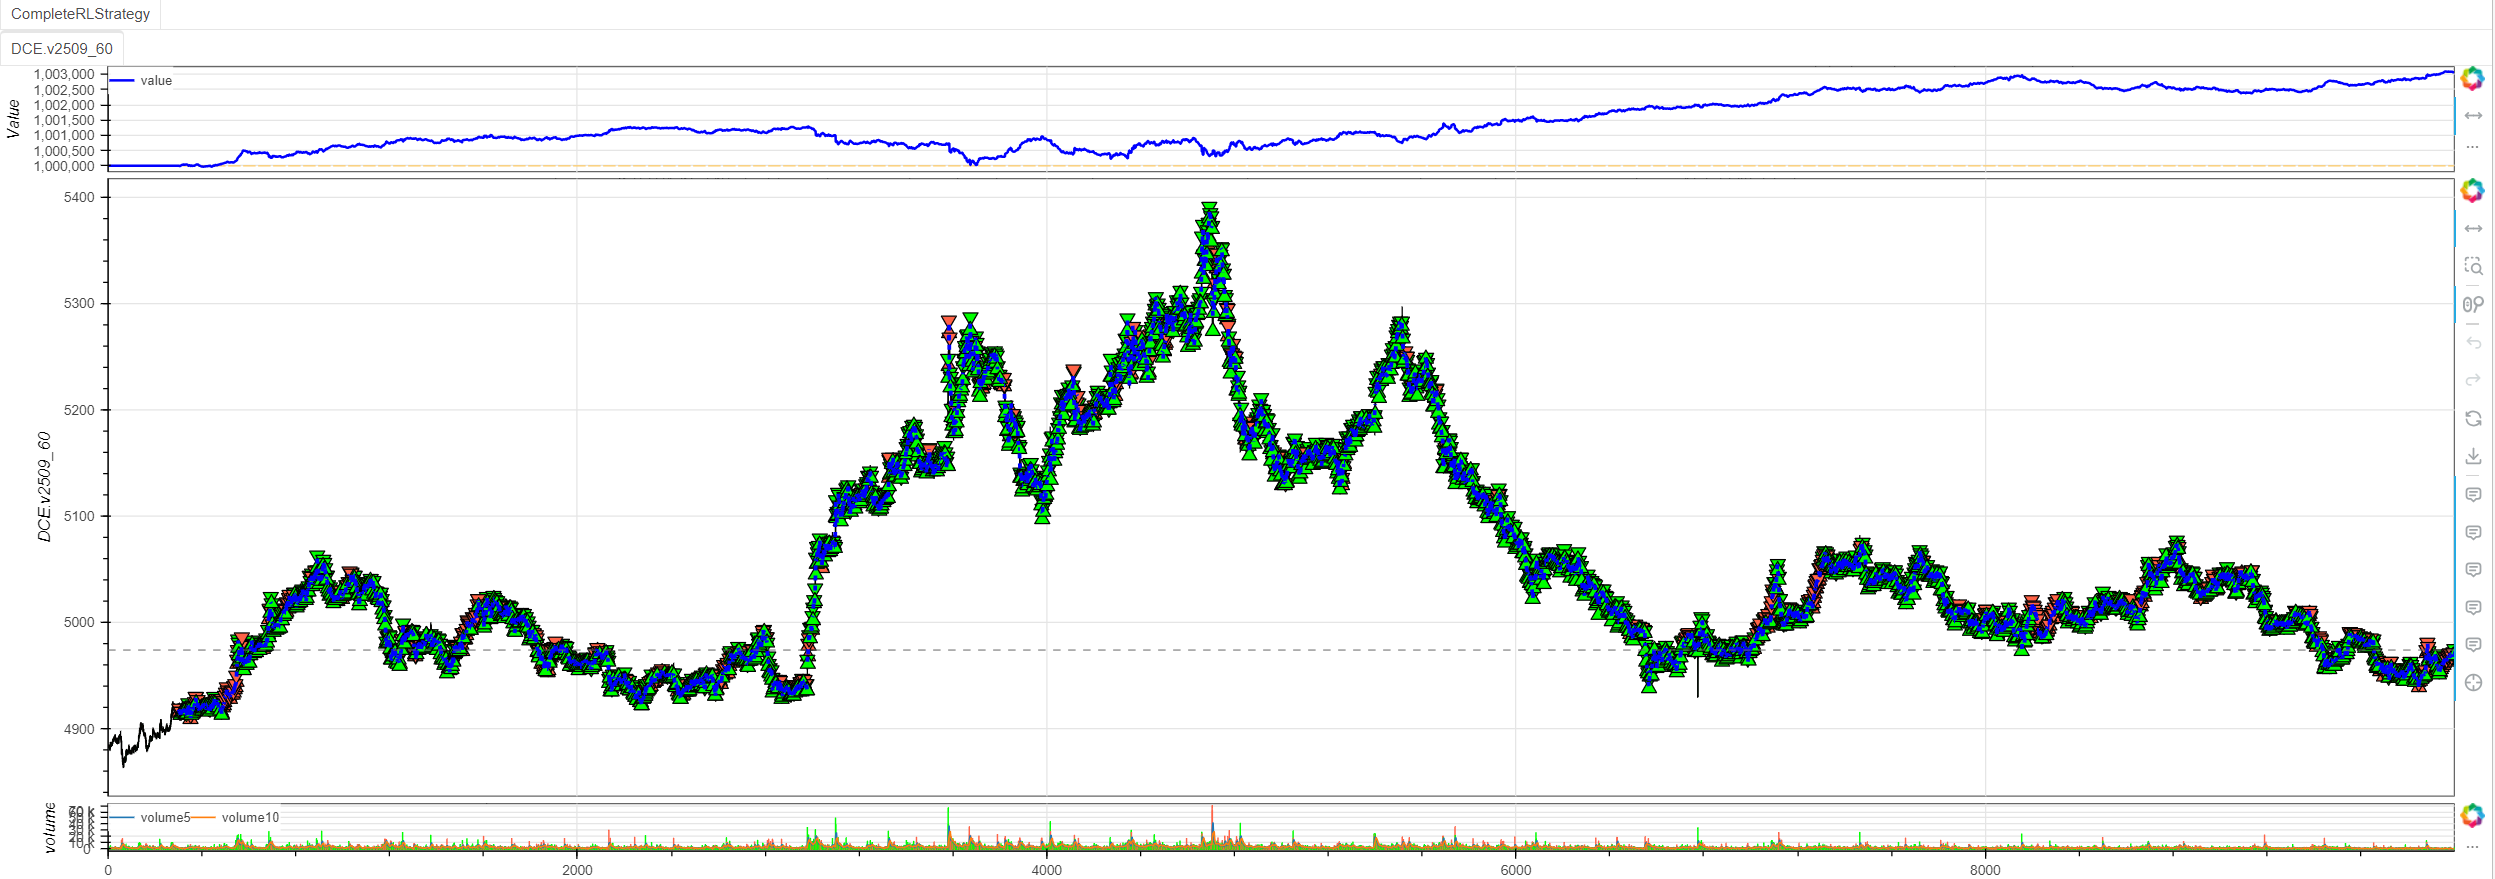 CompleteRLStrategy
DCE.v2509_60
1,003,000
1,002,500
1,002,000
1,001,500
1,001,000
1,000,500
1,000,000
Value
value
5400
5300
5200
5100
5000
4900
DCE.v2509_60
volume
volume5 volume10
0 2000 4000 6000 8000